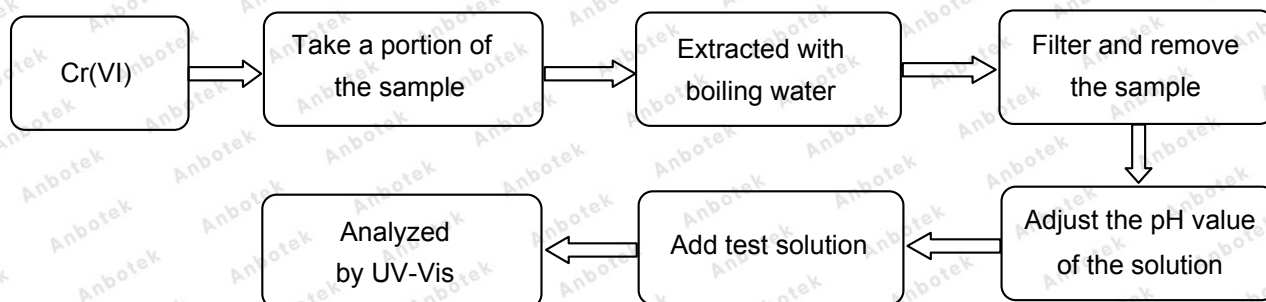 Cr(VI)
Take a portion of
the sample
Extracted with
boiling water
Filter and remove
the sample
Adjust the pH value
of the solution
Add test solution
Analyzed
by UV-Vis
Anbotek